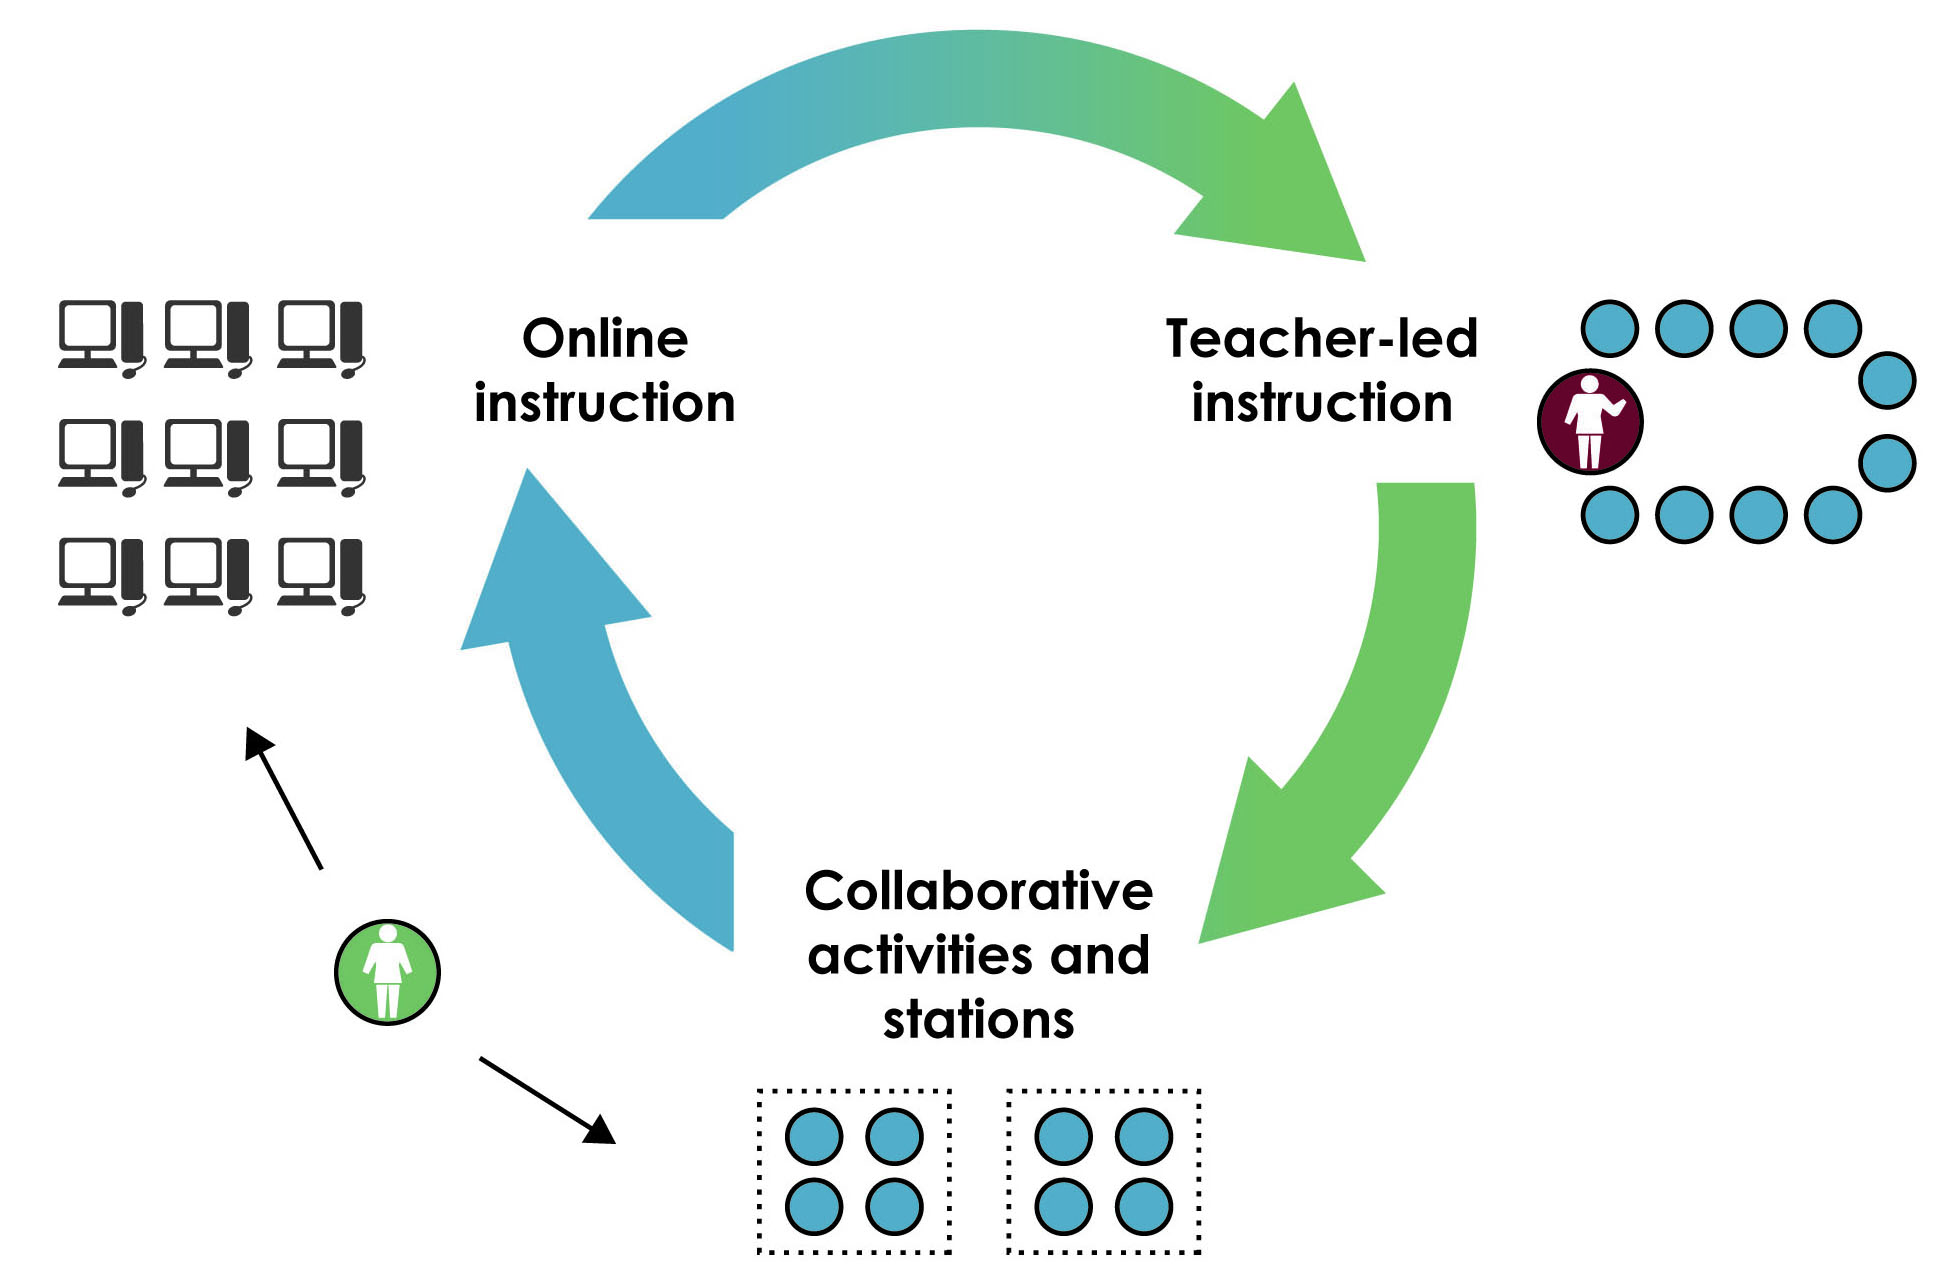 Online
instruction
Teacher-led
instruction
Collaborative
activities and
stations